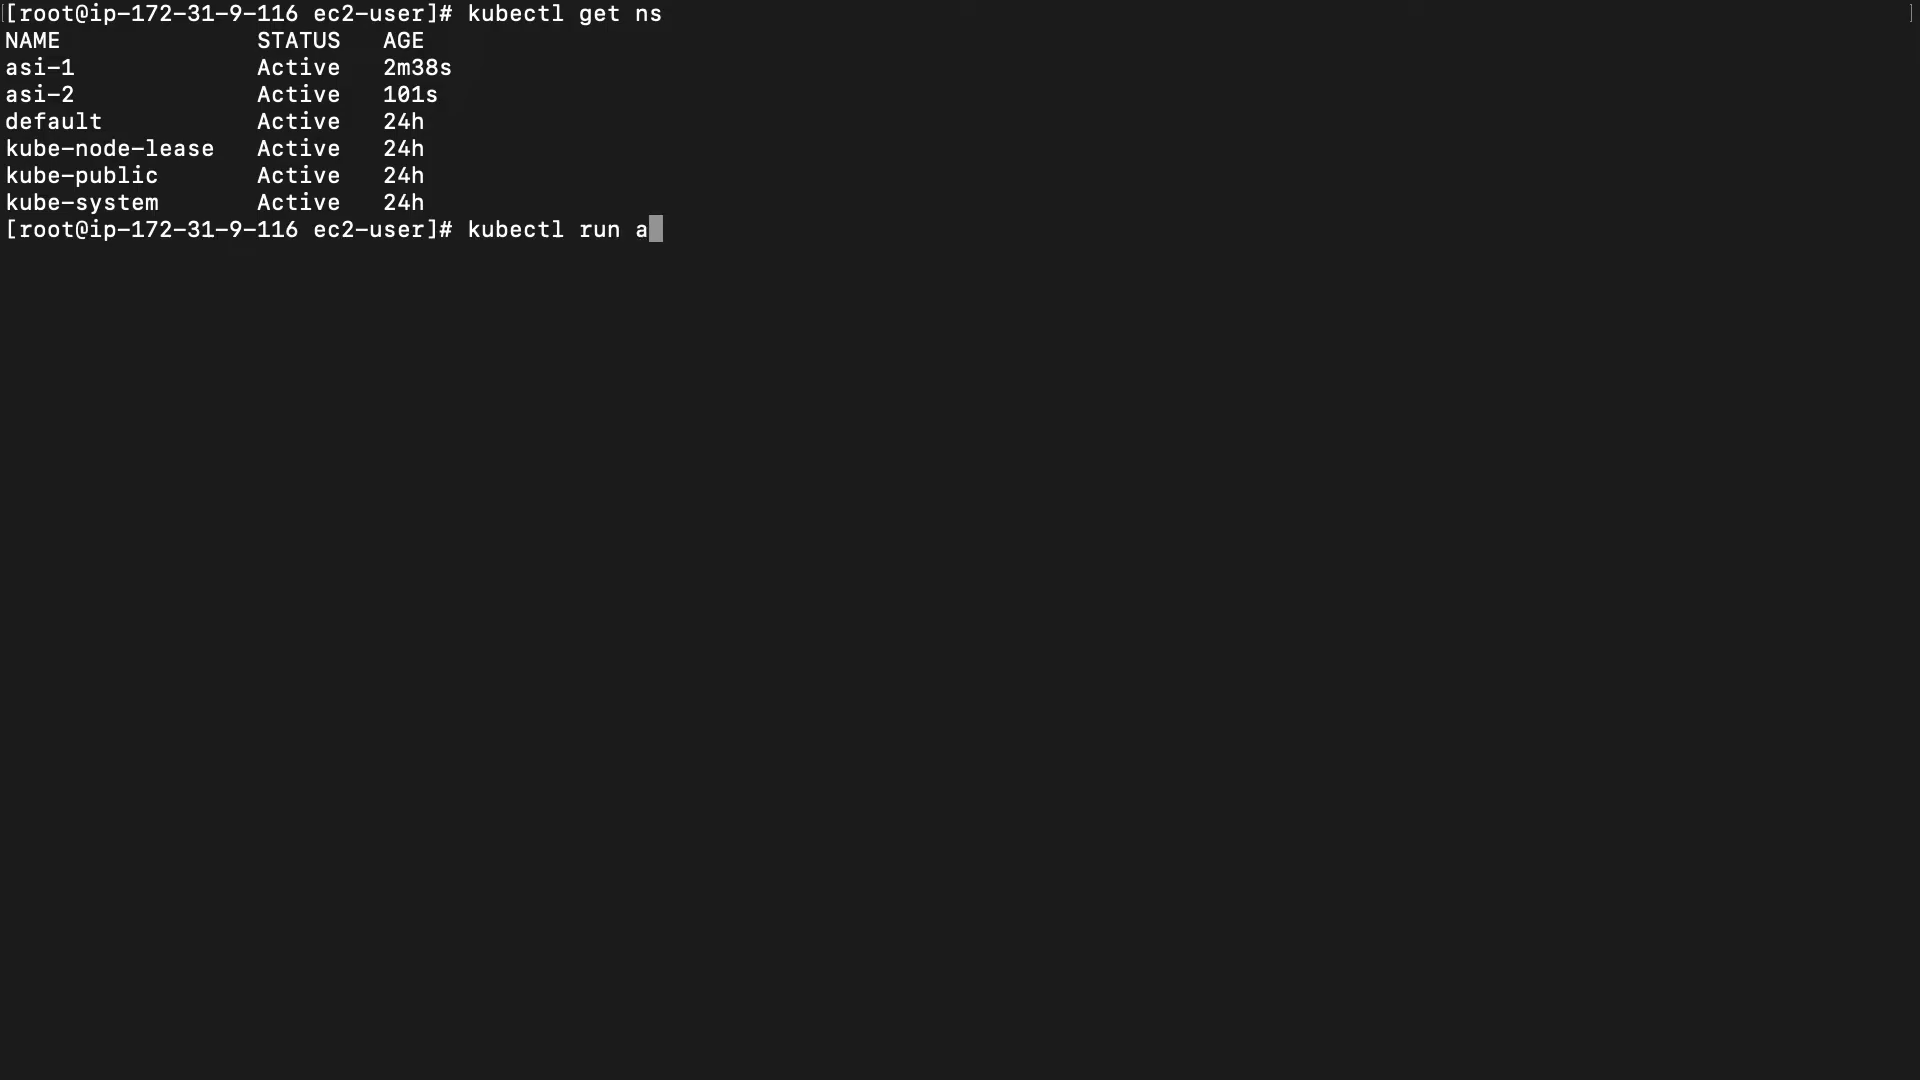 [root@ip-172-31-9-116 ec2-user]# kubectl get ns
NAME              STATUS   AGE
asi-1             Active   2m38s
asi-2             Active   101s
default           Active   24h
kube-node-lease   Active   24h
kube-public       Active   24h
kube-system       Active   24h
[root@ip-172-31-9-116 ec2-user]# kubectl run a